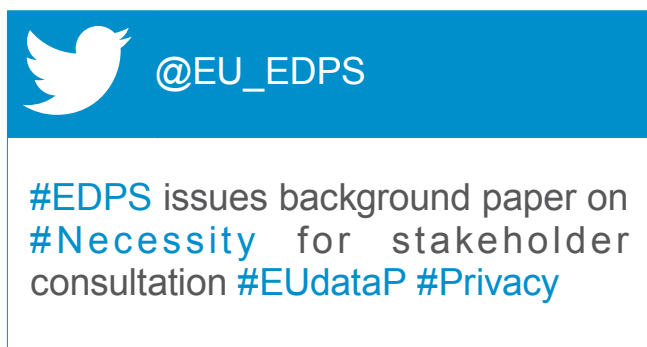 @EU_EDPS
#EDPS issues background paper on
#Necessity for stakeholder
consultation #EUdataP #Privacy